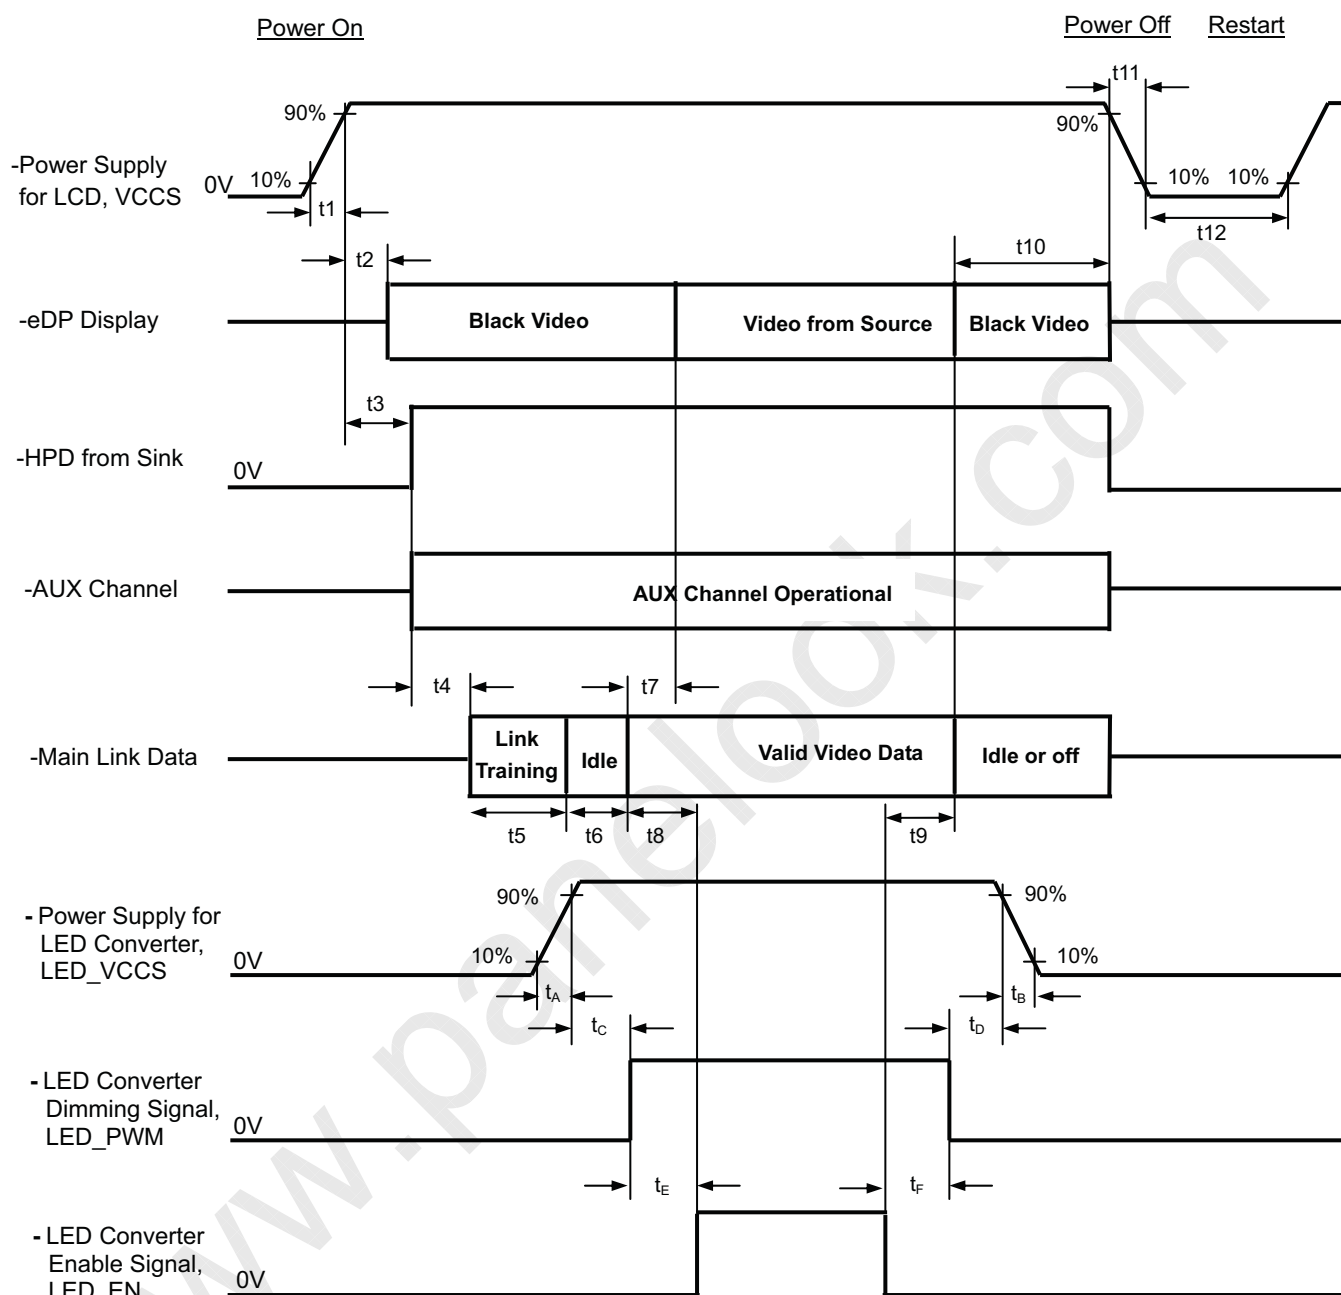 Power On
Power Off
Restart
t11
90%
90%
-Power Supply
for LCD, VCCS
0V
10%
10%
10%
t1
t12
t2
t10
-eDP Display
Black Video
Video from Source
Black Video
t3
-HPD from Sink
0V
-AUX Channel
AUX Channel Operational
t4
t7
-Main Link Data
Link
Training
Idle
Valid Video Data
Idle or off
t5
t6
t8
t9
90%
90%
- Power Supply for
LED Converter,
LED_VCCS
0V
10%
10%
tA
tB
tC
tD
- LED Converter
Dimming Signal,
LED_PWM
0V
tE
tF
- LED Converter
Enable Signal,
LED_EN
0V
www.panelook.com